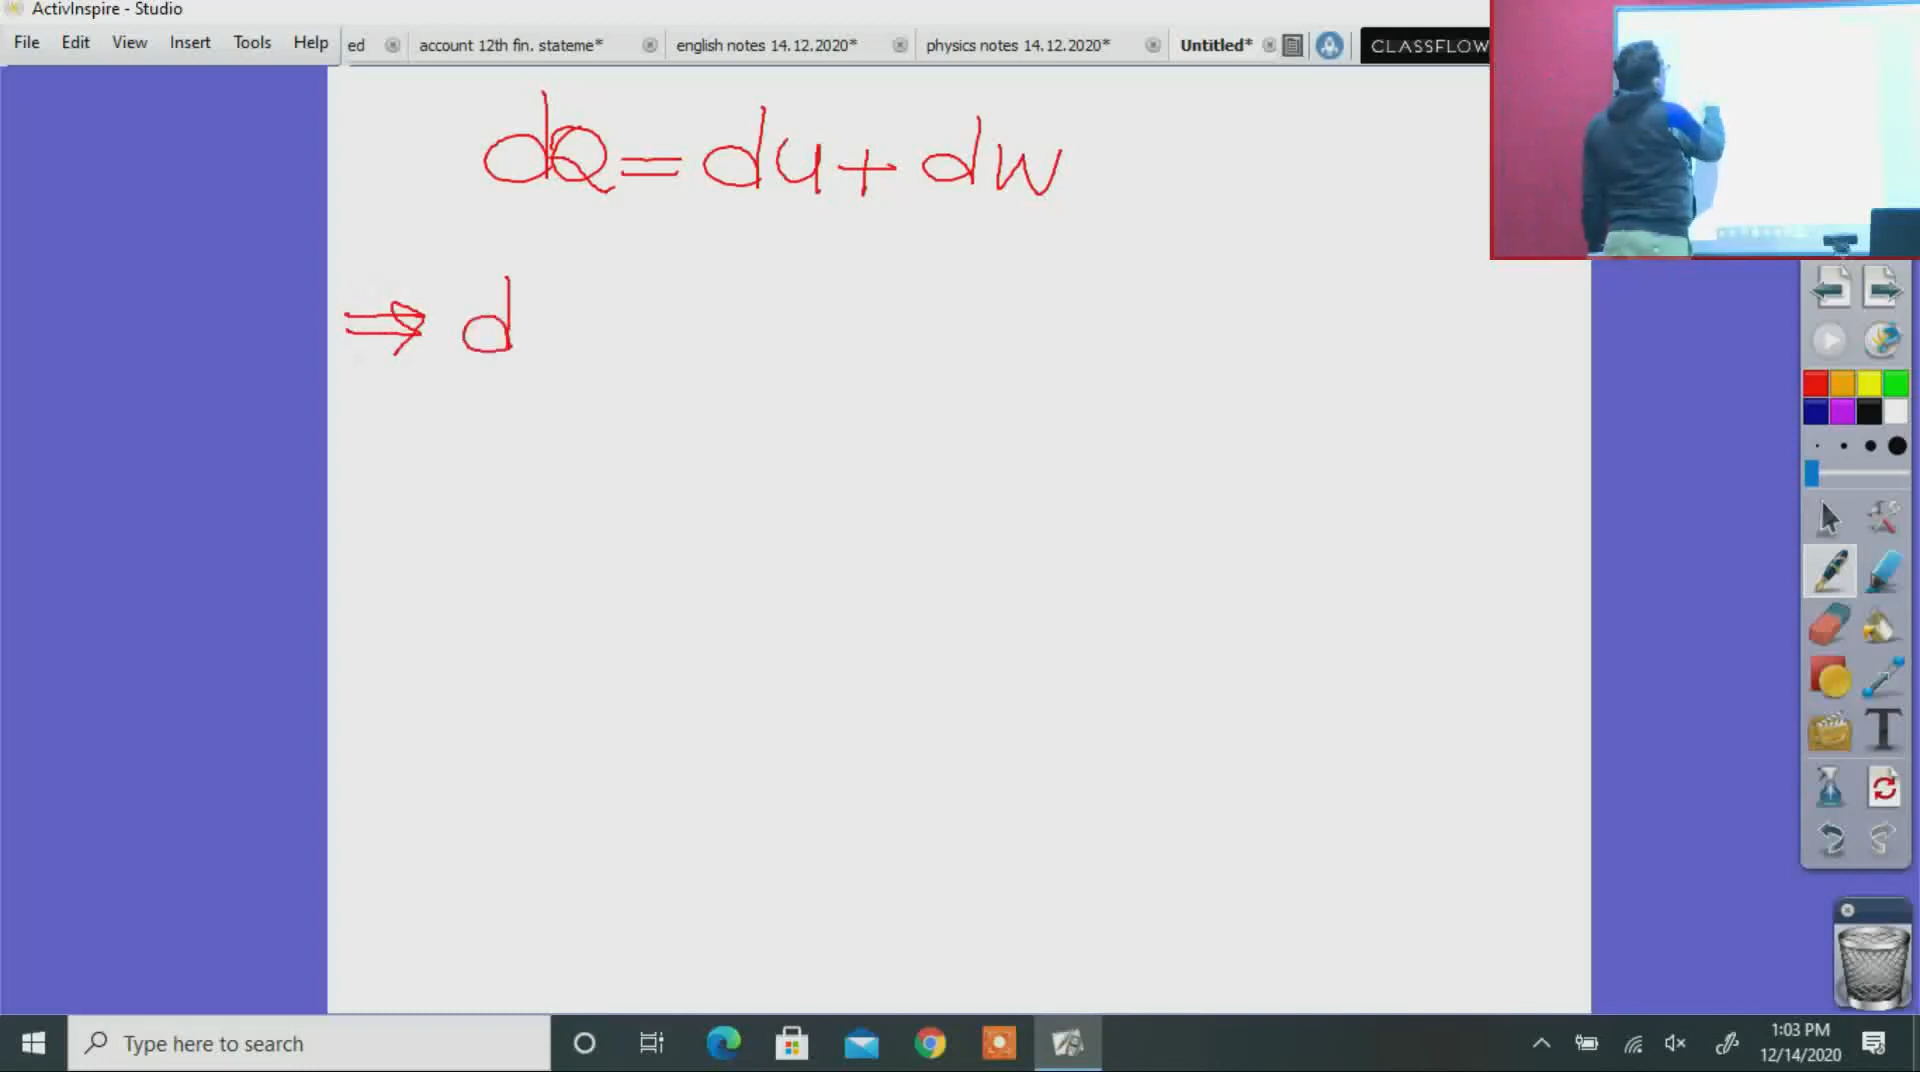 ActivInspire - Studio
File Edit View Insert Tools Help ed account 12th fin. stateme* english notes 14.12.2020* physics notes 14.12.2020* Untitled* CLASSFLOW
dQ = du + dw
⇒ d
T
Type here to search
1:03 PM
12/14/2020